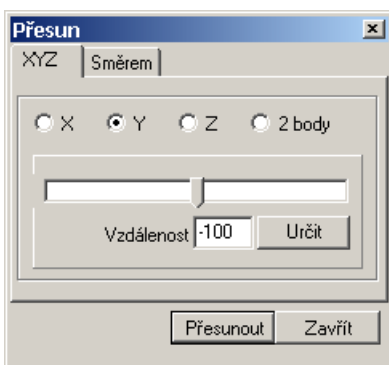 Přesun
XYZ Směrem
X Y Z 2 body
Vzdálenost -100 Určit
Přesunout Zavřít